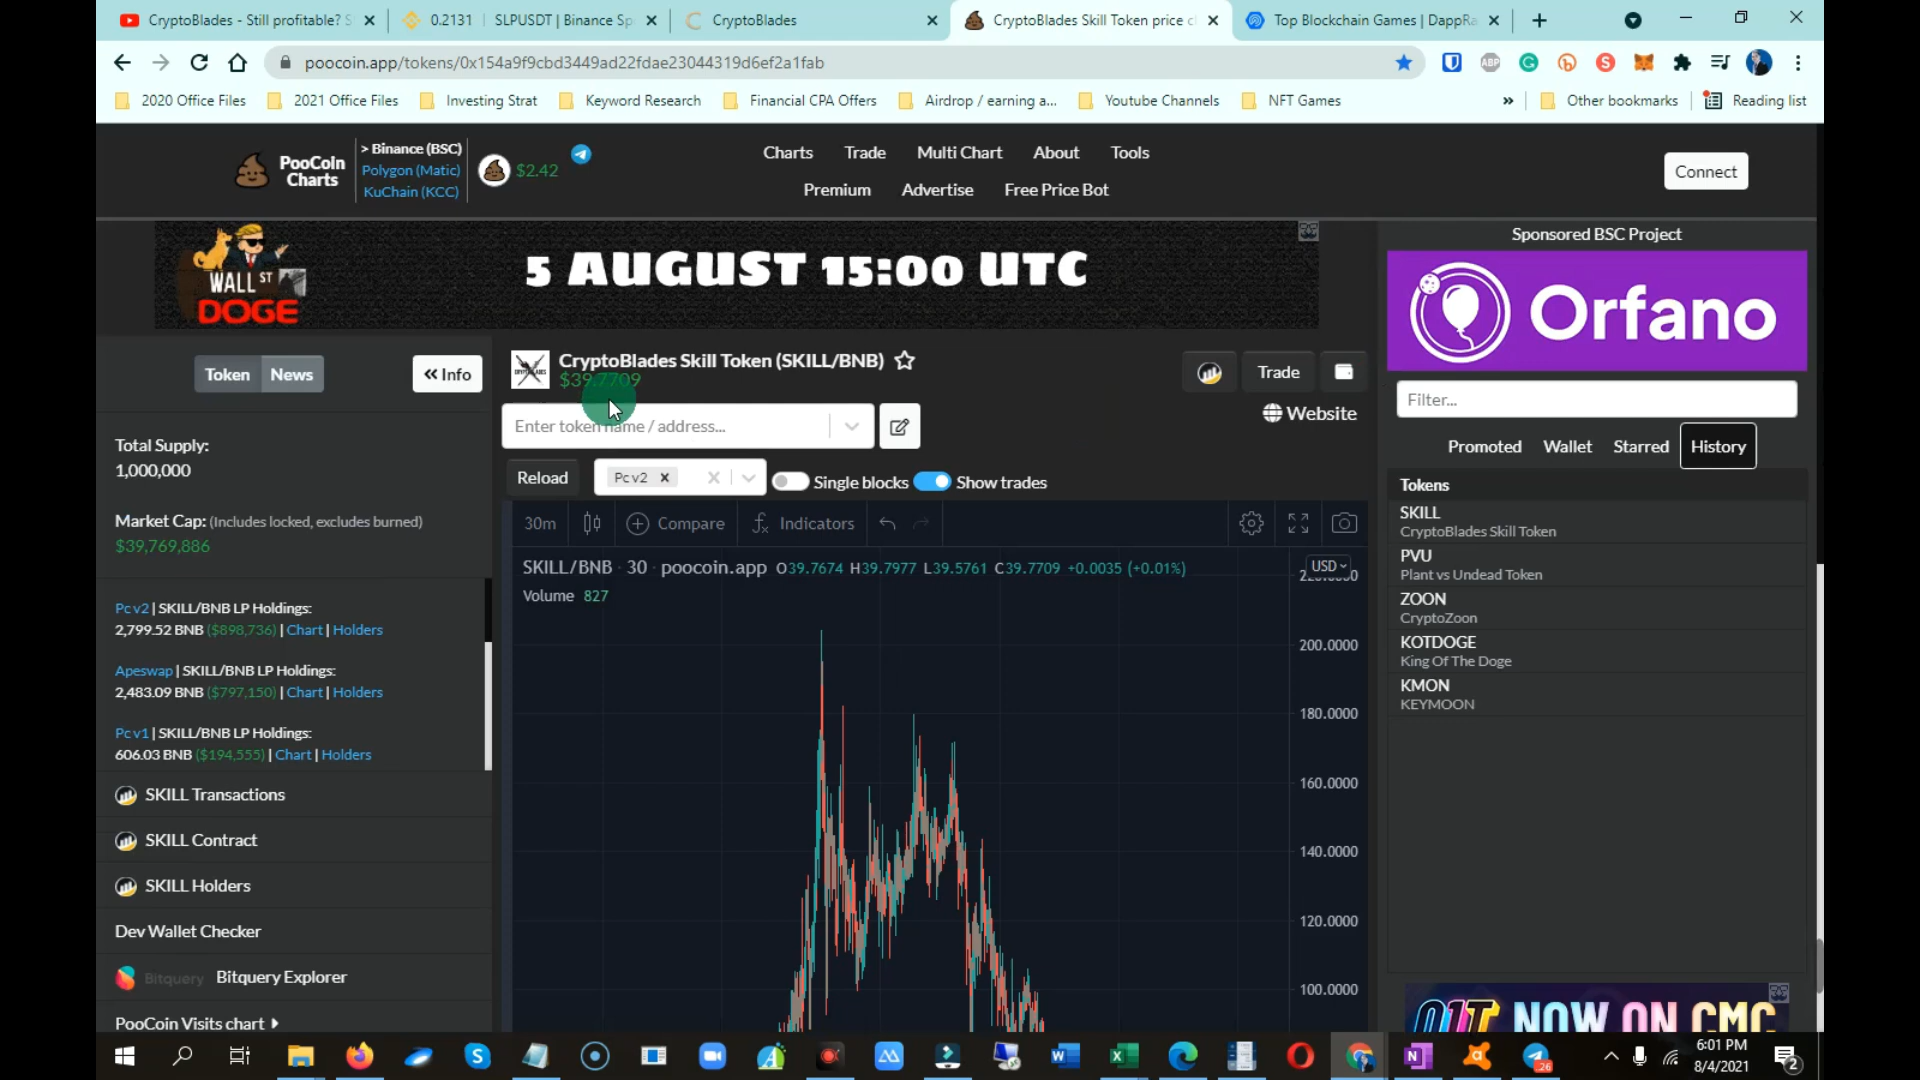 CryptoBlades - Still profitable? S
0.2131 | SLPUSDT | Binance Sp
CryptoBlades
CryptoBlades Skill Token price c
Top Blockchain Games | DappRa
poocoin.app/tokens/0x154a9f9cbd3449ad22fdae23044319d6ef2a1fab
2020 Office Files
2021 Office Files
Investing Strat
Keyword Research
Financial CPA Offers
Airdrop / earning a...
Youtube Channels
NFT Games
»
Other bookmarks
Reading list
PooCoin
Charts
> Binance (BSC)
Polygon (Matic)
KuChain (KCC)
$2.42
Charts
Trade
Multi Chart
About
Tools
Premium
Advertise
Free Price Bot
Connect
WALL ST
DOGE
5 AUGUST 15:00 UTC
Sponsored BSC Project
Orfano
Token
News
« Info
CryptoBlades Skill Token (SKILL/BNB)
$39.7709
Trade
Website
Enter token name / address...
Filter...
Promoted
Wallet
Starred
History
Total Supply:
1,000,000
Market Cap: (Includes locked, excludes burned)
$39,769,886
Reload
Pc v2 ×
Single blocks
Show trades
30m
Compare
Indicators
Tokens
SKILL
CryptoBlades Skill Token
PVU
Plant vs Undead Token
ZOON
CryptoZoon
KOTDOGE
King Of The Doge
KMON
KEYMOON
SKILL/BNB · 30 · poocoin.app O39.7674 H39.7977 L39.5761 C39.7709 +0.0035 (+0.01%)
USD
Volume 827
200.0000
180.0000
160.0000
140.0000
120.0000
100.0000
Pc v2 | SKILL/BNB LP Holdings:
2,799.52 BNB ($898,736) | Chart | Holders
Apeswap | SKILL/BNB LP Holdings:
2,483.09 BNB ($797,150) | Chart | Holders
Pc v1 | SKILL/BNB LP Holdings:
606.03 BNB ($194,555) | Chart | Holders
SKILL Transactions
SKILL Contract
SKILL Holders
Dev Wallet Checker
Bitquery Bitquery Explorer
PooCoin Visits chart
NOW ON CMC
6:01 PM
8/4/2021
26
2